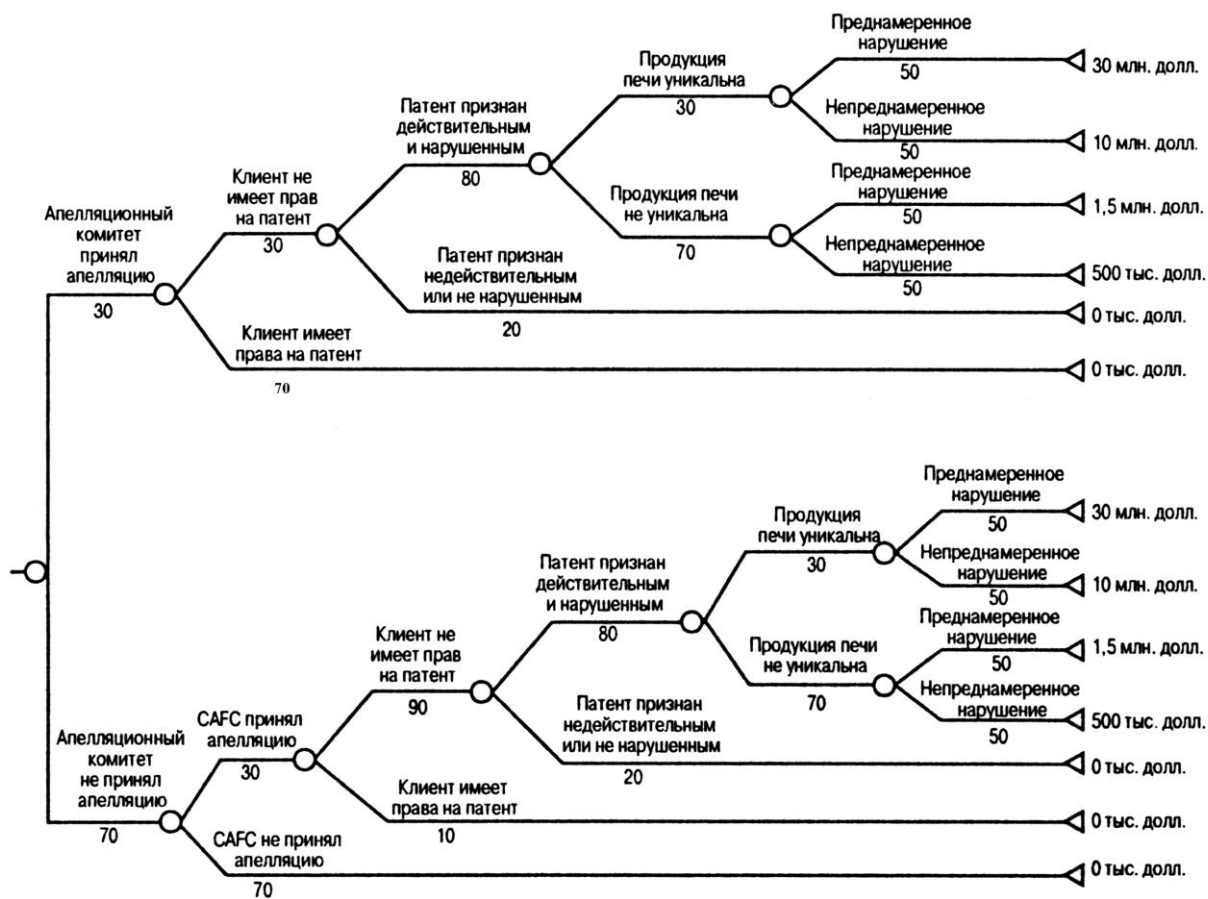 Преднамеренное
нарушение
50
30 млн. долл.
Продукция
печи уникальна
30
Непреднамеренное
нарушение
50
10 млн. долл.
Патент признан
действительным
и нарушенным
80
Преднамеренное
нарушение
50
1,5 млн. долл.
Продукция печи
не уникальна
70
Непреднамеренное
нарушение
50
500 тыс. долл.
Клиент не
имеет прав
на патент
30
Патент признан
недействительным
или не нарушенным
20
0 тыс. долл.
Апелляционный
комитет
принял
апелляцию
30
Клиент имеет
права на патент
70
0 тыс. долл.
Преднамеренное
нарушение
50
30 млн. долл.
Продукция
печи уникальна
30
Непреднамеренное
нарушение
50
10 млн. долл.
Патент признан
действительным
и нарушенным
80
Преднамеренное
нарушение
50
1,5 млн. долл.
Продукция печи
не уникальна
70
Непреднамеренное
нарушение
50
500 тыс. долл.
Клиент не
имеет прав
на патент
90
Патент признан
недействительным
или не нарушенным
20
0 тыс. долл.
CAFC принял
апелляцию
30
Клиент имеет
права на патент
10
0 тыс. долл.
Апелляционный
комитет
не принял
апелляцию
70
CAFC не принял
апелляцию
70
0 тыс. долл.